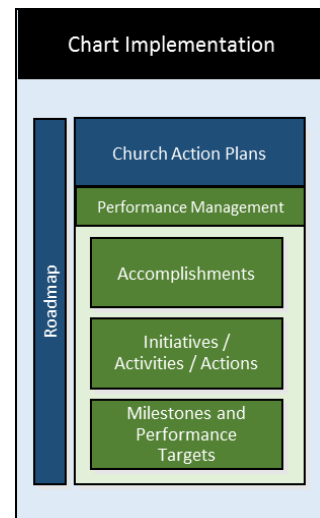 Chart Implementation
Roadmap
Church Action Plans
Performance Management
Accomplishments
Initiatives /
Activities / Actions
Milestones and
Performance
Targets